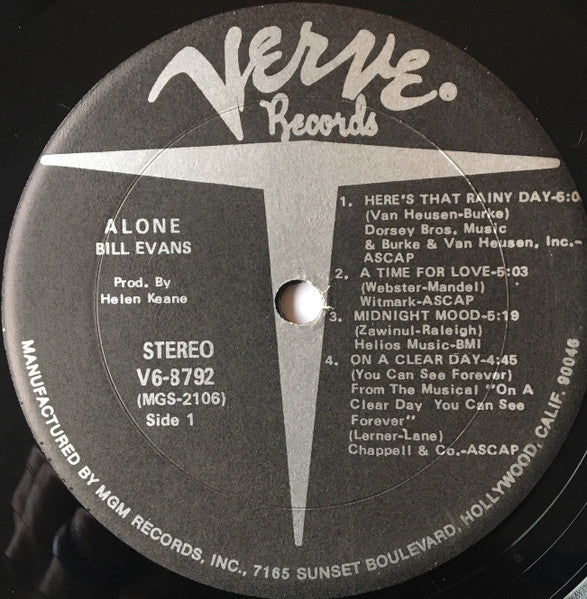 Verve.
Records
ALONE
BILL EVANS
Prod. By
Helen Keane
STEREO
V6-8792
(MGS-2106)
Side 1
1. HERE'S THAT RAINY DAY-5:0
(Van Heusen-Burke)
Dorsey Bros. Music
& Burke & Van Heusen, Inc.-
ASCAP
2. A TIME FOR LOVE-5:03
(Webster-Mandel)
Witmark-ASCAP
3. MIDNIGHT MOOD-5:19
(Zawinul-Raleigh)
Helios Music-BMI
4. ON A CLEAR DAY-4:45
(You Can See Forever)
From The Musical "On A
Clear Day You Can See
Forever"
(Lerner-Lane)
Chappell & Co.-ASCAP
MANUFACTURED BY MGM RECORDS, INC., 7165 SUNSET BOULEVARD, HOLLYWOOD, CALIF. 90046